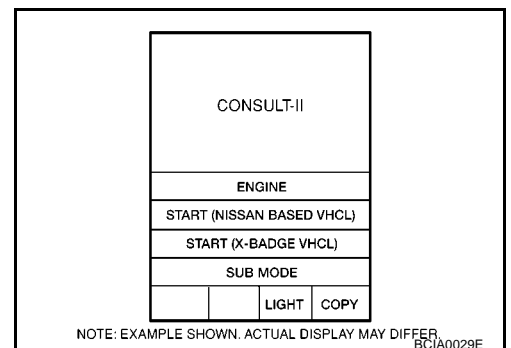 CONSULT-II
ENGINE
START (NISSAN BASED VHCL)
START (X-BADGE VHCL)
SUB MODE
LIGHT COPY
NOTE: EXAMPLE SHOWN. ACTUAL DISPLAY MAY DIFFER.
BCIA0029E